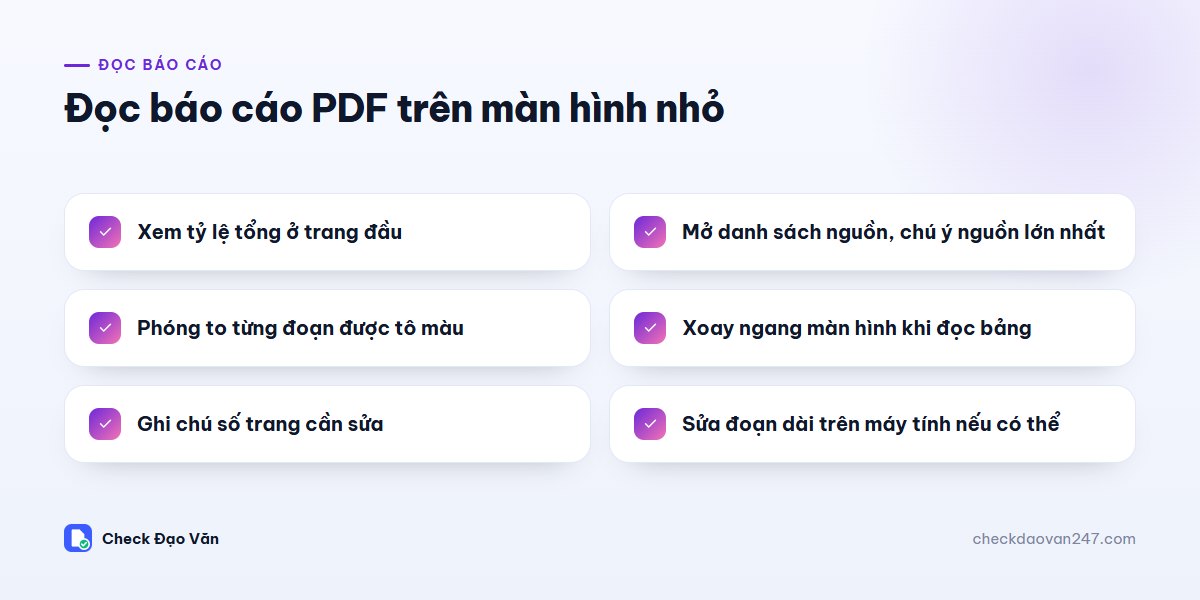 ĐỌC BÁO CÁO
Đọc báo cáo PDF trên màn hình nhỏ
Xem tỷ lệ tổng ở trang đầu
Mở danh sách nguồn, chú ý nguồn lớn nhất
Phóng to từng đoạn được tô màu
Xoay ngang màn hình khi đọc bảng
Ghi chú số trang cần sửa
Sửa đoạn dài trên máy tính nếu có thể
Check Đạo Văn
checkdaovan247.com